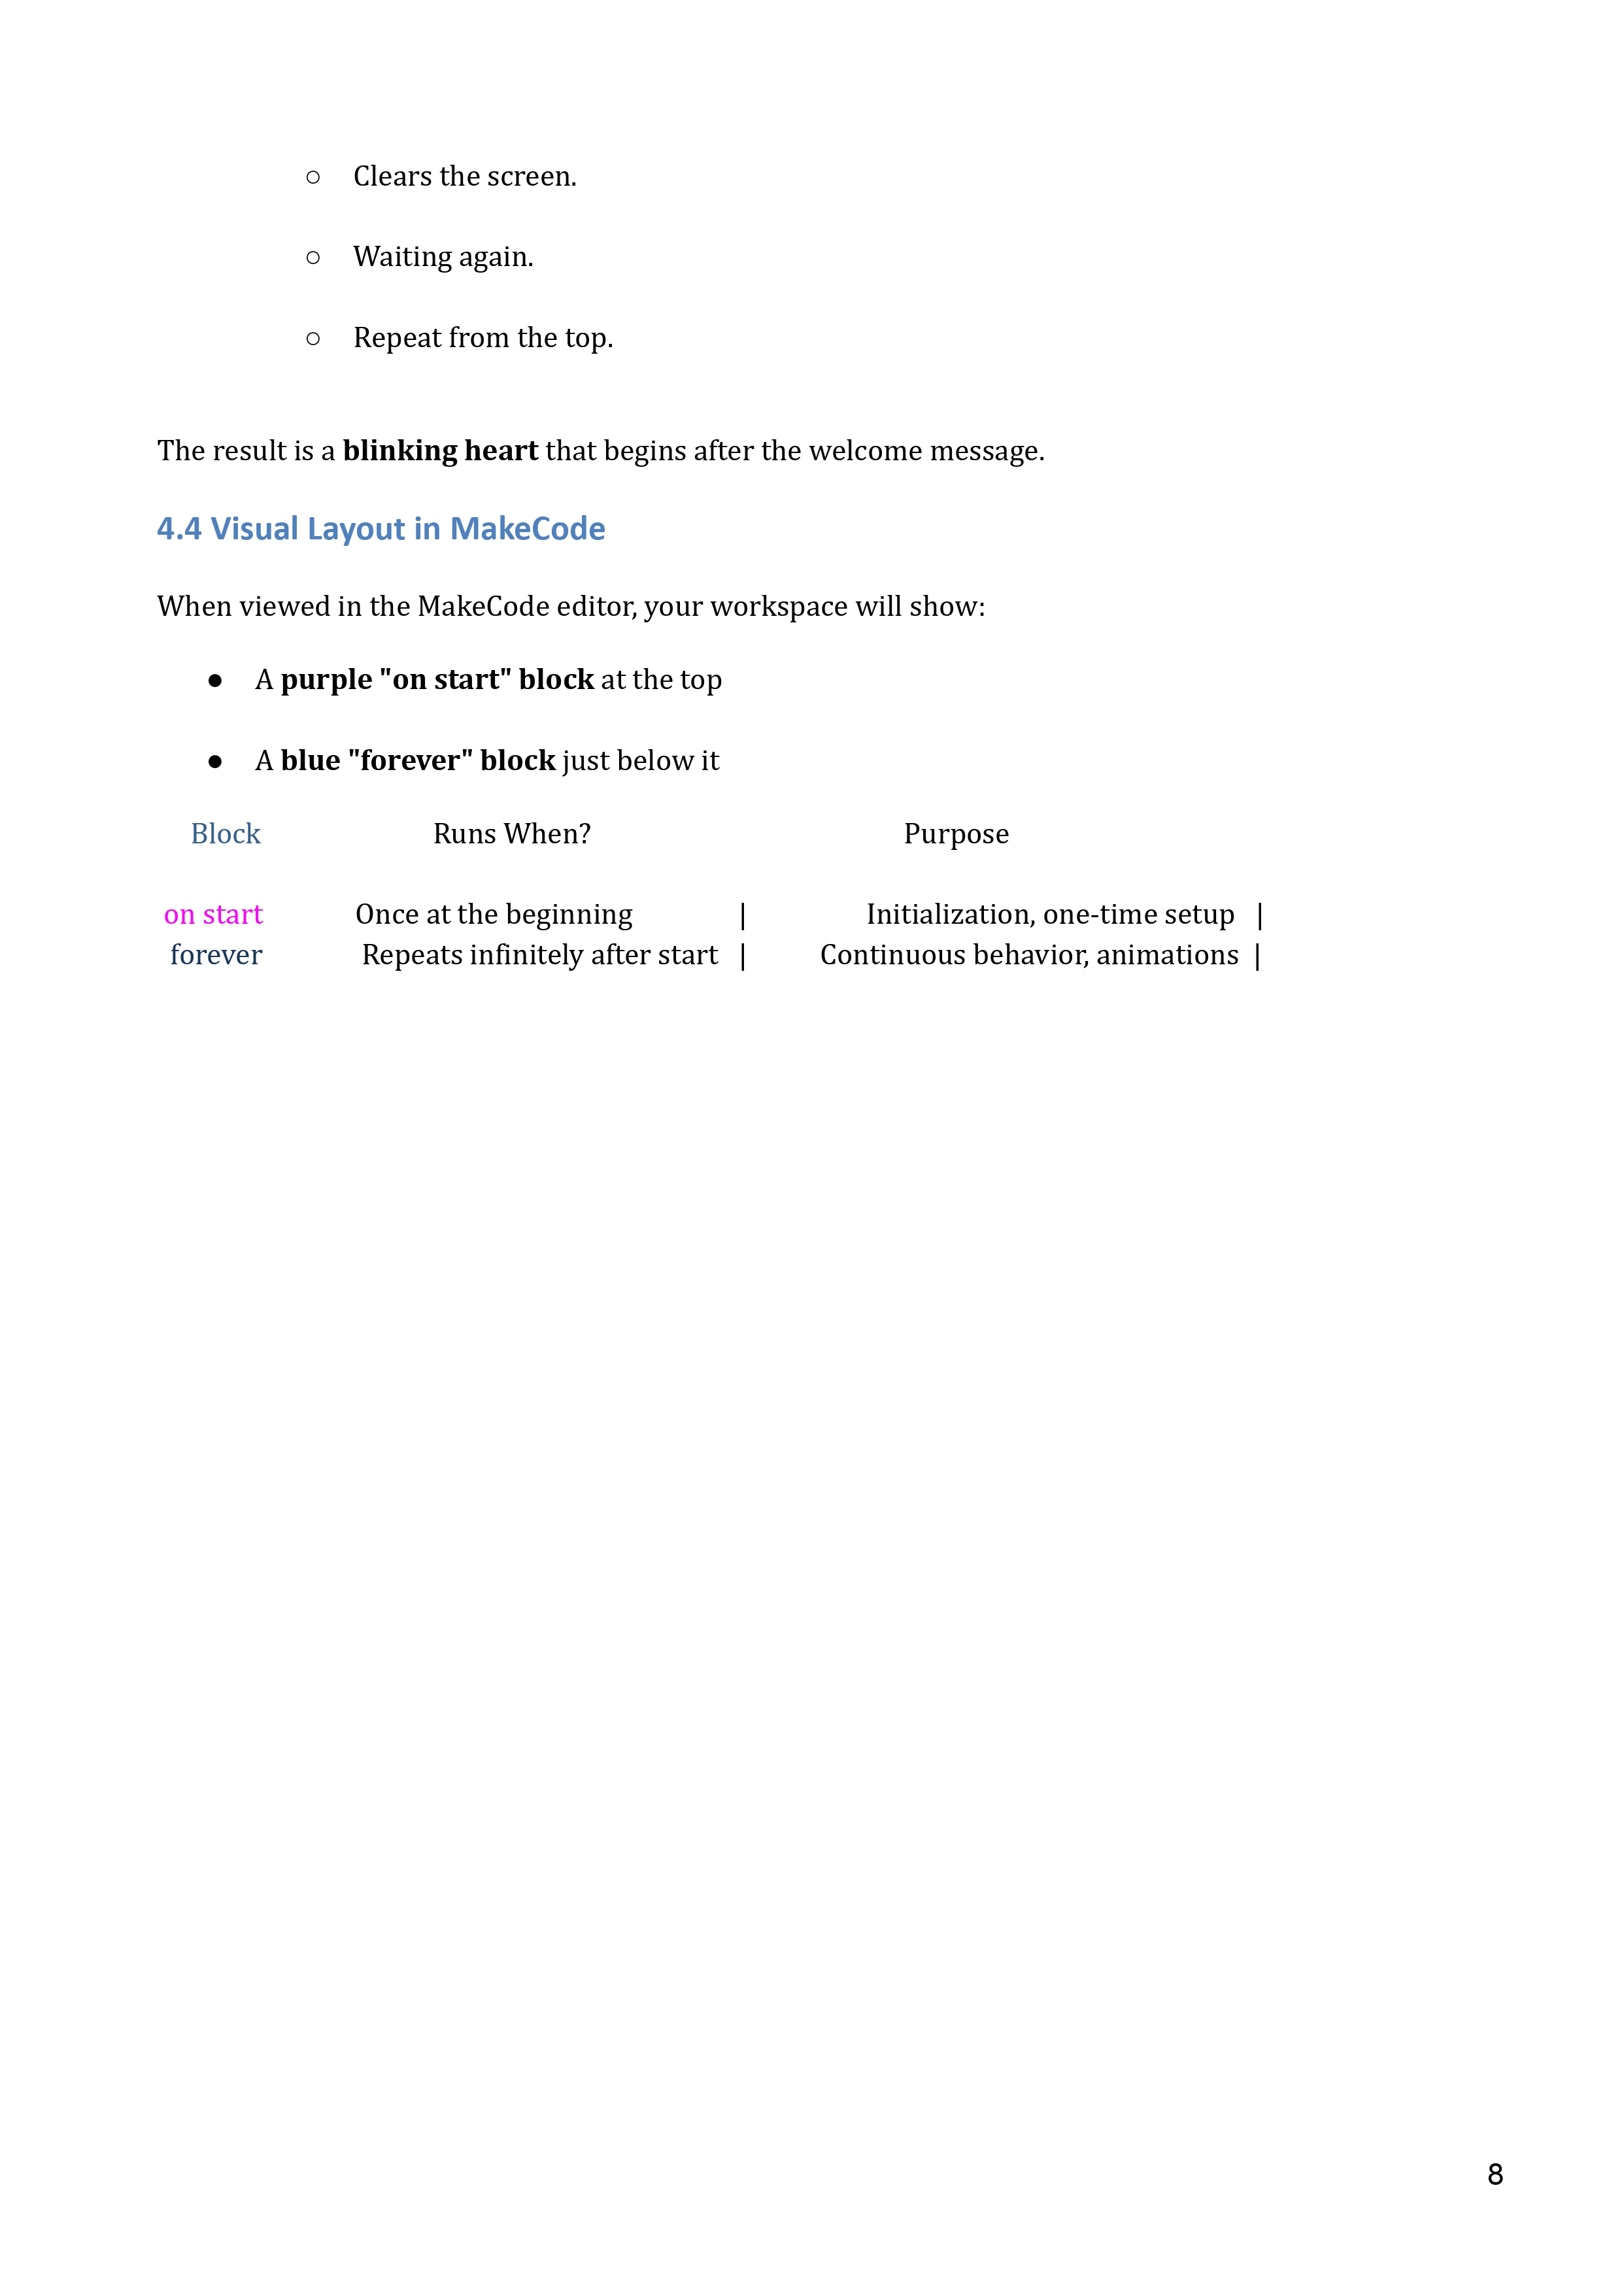 ○ Clears the screen.
○ Waiting again.
○ Repeat from the top.
The result is a blinking heart that begins after the welcome message.
4.4 Visual Layout in MakeCode
When viewed in the MakeCode editor, your workspace will show:
● A purple "on start" block at the top
● A blue "forever" block just below it
Block Runs When? Purpose
on start Once at the beginning | Initialization, one-time setup |
forever Repeats infinitely after start | Continuous behavior, animations |
8